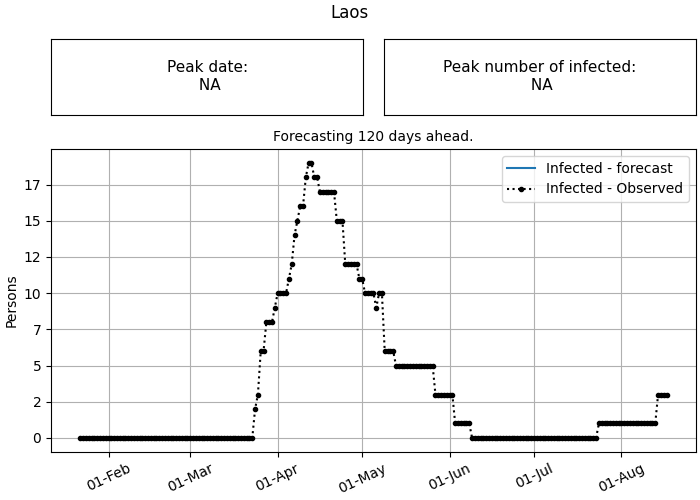 Laos
Peak date:
NA
Peak number of infected:
NA
Forecasting 120 days ahead.
Infected - forecast
Infected - Observed
Persons
17
15
12
10
7
5
2
0
01-Feb
01-Mar
01-Apr
01-May
01-Jun
01-Jul
01-Aug